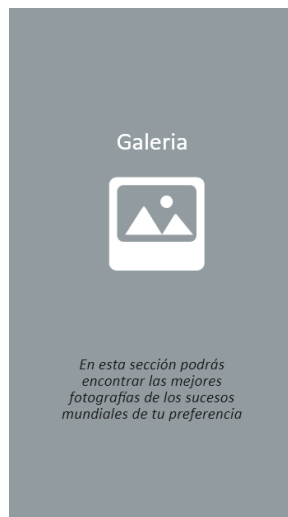 Galeria
En esta sección podrás
encontrar las mejores
fotografías de los sucesos
mundiales de tu preferencia